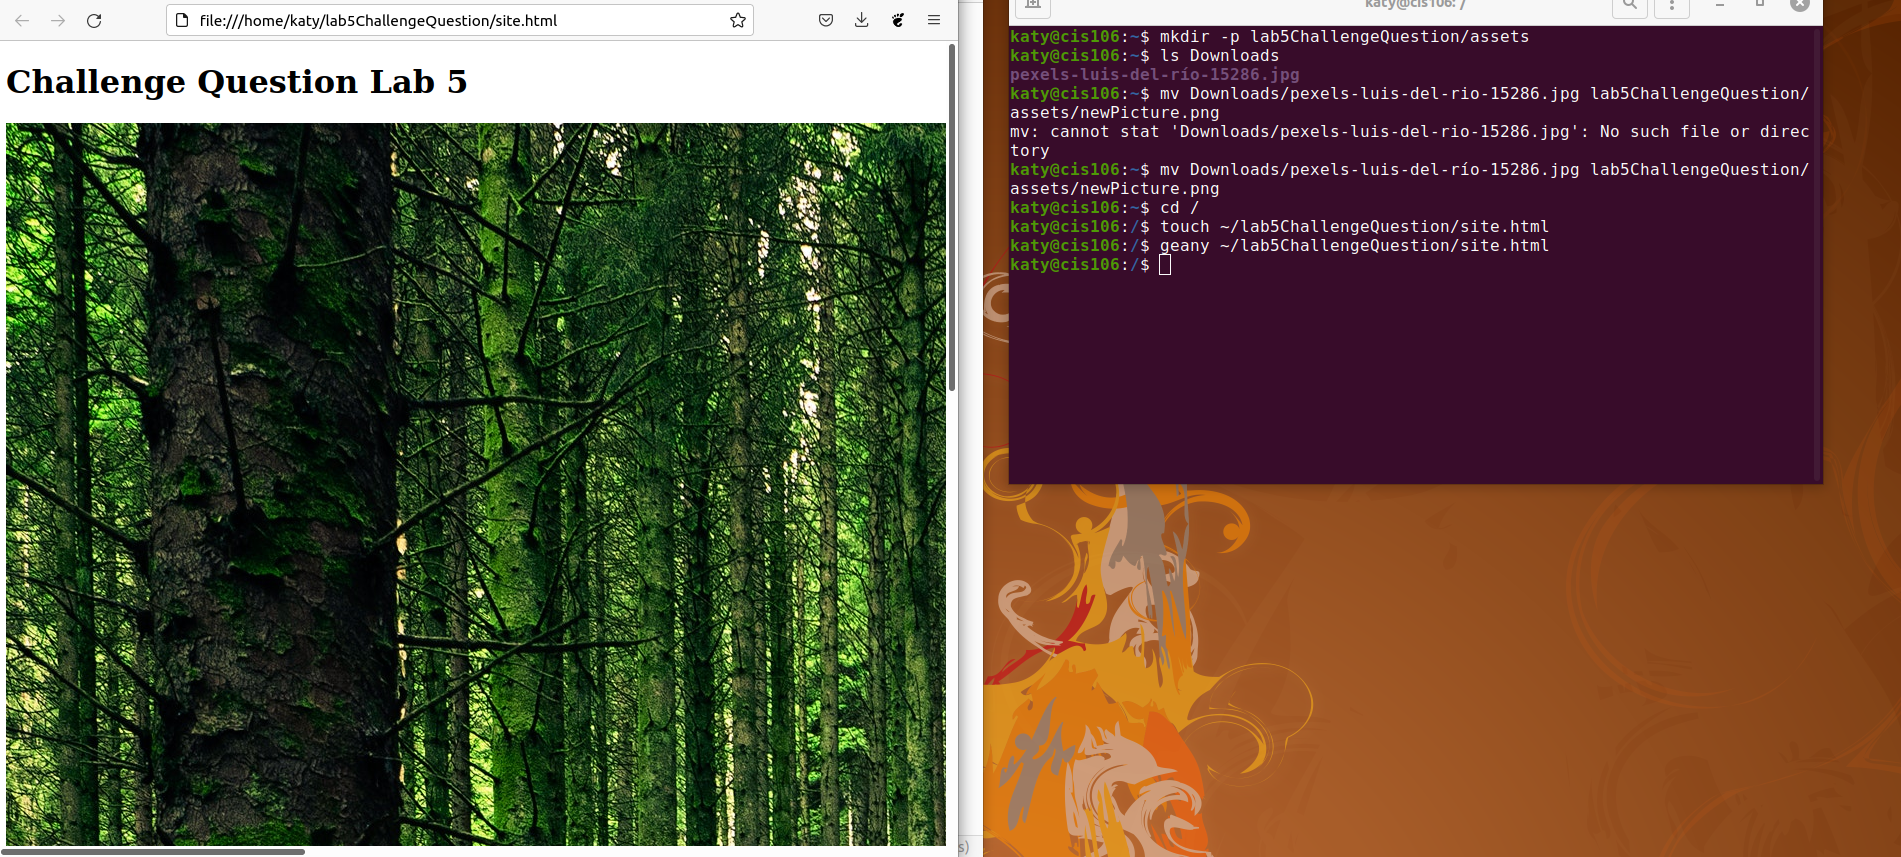 file:///home/katy/lab5ChallengeQuestion/site.html
Challenge Question Lab 5
katy@cis106: /
katy@cis106:~$ mkdir -p lab5ChallengeQuestion/assets
katy@cis106:~$ ls Downloads
pexels-luis-del-río-15286.jpg
katy@cis106:~$ mv Downloads/pexels-luis-del-rio-15286.jpg lab5ChallengeQuestion/
assets/newPicture.png
mv: cannot stat 'Downloads/pexels-luis-del-rio-15286.jpg': No such file or direc
tory
katy@cis106:~$ mv Downloads/pexels-luis-del-río-15286.jpg lab5ChallengeQuestion/
assets/newPicture.png
katy@cis106:~$ cd /
katy@cis106:/$ touch ~/lab5ChallengeQuestion/site.html
katy@cis106:/$ geany ~/lab5ChallengeQuestion/site.html
katy@cis106:/$
s)